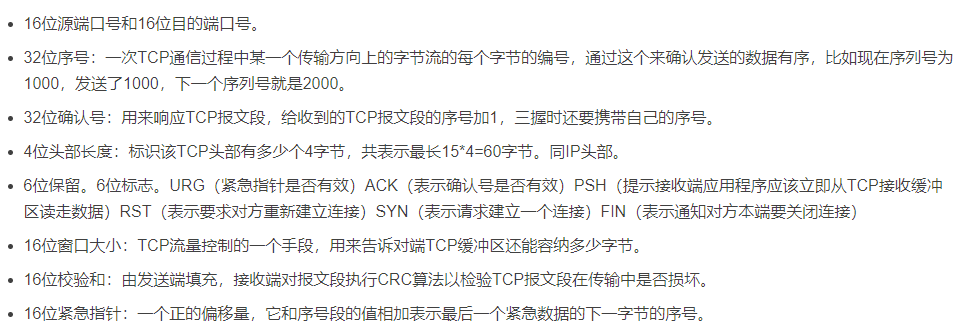 16位源端口号和16位目的端口号。
32位序号：一次TCP通信过程中某一个传输方向上的字节流的每个字节的编号，通过这个来确认发送的数据有序，比如现在序列号为
1000，发送了1000，下一个序列号就是2000。
32位确认号：用来响应TCP报文段，给收到的TCP报文段的序号加1，三握时还要携带自己的序号。
4位头部长度：标识该TCP头部有多少个4字节，共表示最长15*4=60字节。同IP头部。
6位保留。6位标志。URG（紧急指针是否有效）ACK（表示确认号是否有效）PSH（提示接收端应用程序应该立即从TCP接收缓冲
区读走数据）RST（表示要求对方重新建立连接）SYN（表示请求建立一个连接）FIN（表示通知对方本端要关闭连接）
16位窗口大小：TCP流量控制的一个手段，用来告诉对端TCP缓冲区还能容纳多少字节。
16位校验和：由发送端填充，接收端对报文段执行CRC算法以检验TCP报文段在传输中是否损坏。
16位紧急指针：一个正的偏移量，它和序号段的值相加表示最后一个紧急数据的下一字节的序号。